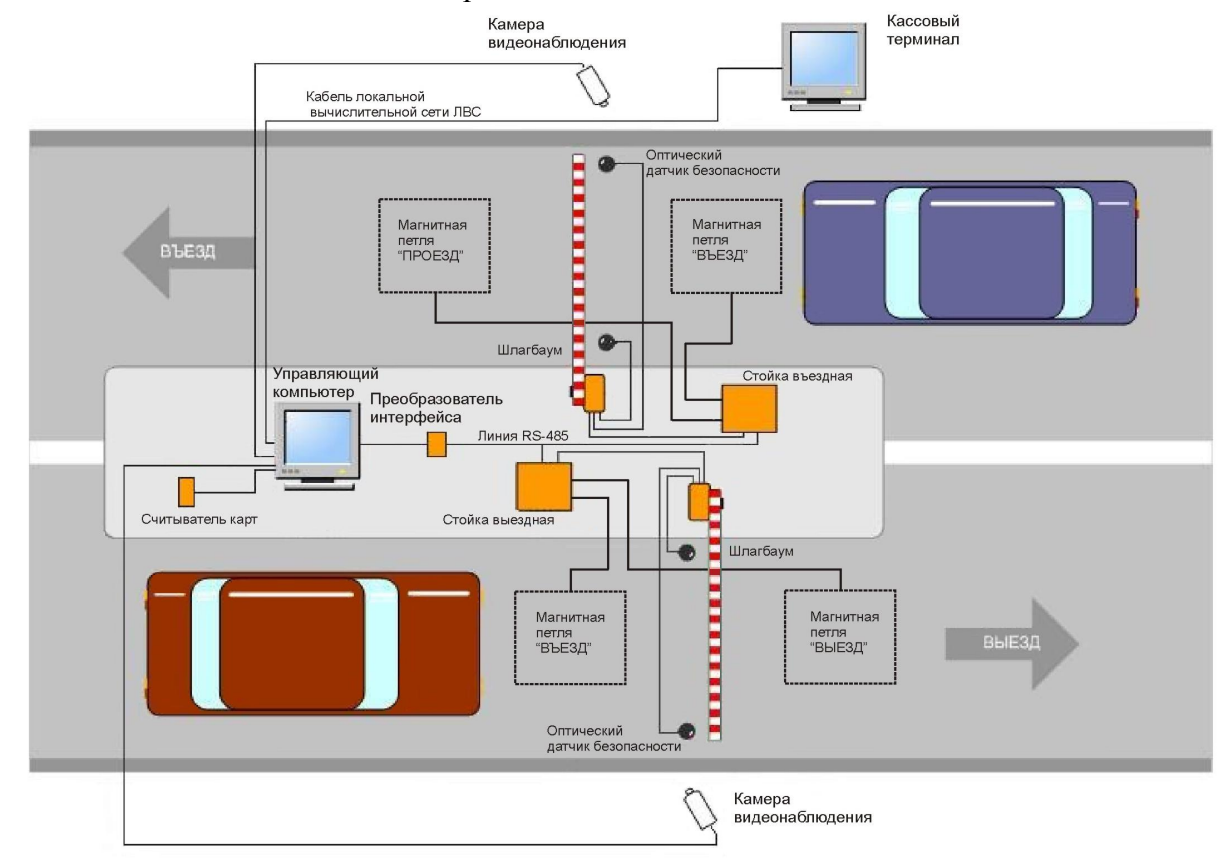 Камера
видеонаблюдения
Кассовый
терминал
Кабель локальной
вычислительной сети ЛВС
Оптический
датчик безопасности
Магнитная
петля
“ПРОЕЗД”
Магнитная
петля
“ВЪЕЗД”
ВЪЕЗД
Шлагбаум
Управляющий
компьютер
Преобразователь
интерфейса
Стойка въездная
Линия RS-485
Считыватель карт
Стойка выездная
Шлагбаум
Магнитная
петля
“ВЪЕЗД”
Магнитная
петля
“ВЫЕЗД”
ВЫЕЗД
Оптический
датчик безопасности
Камера
видеонаблюдения